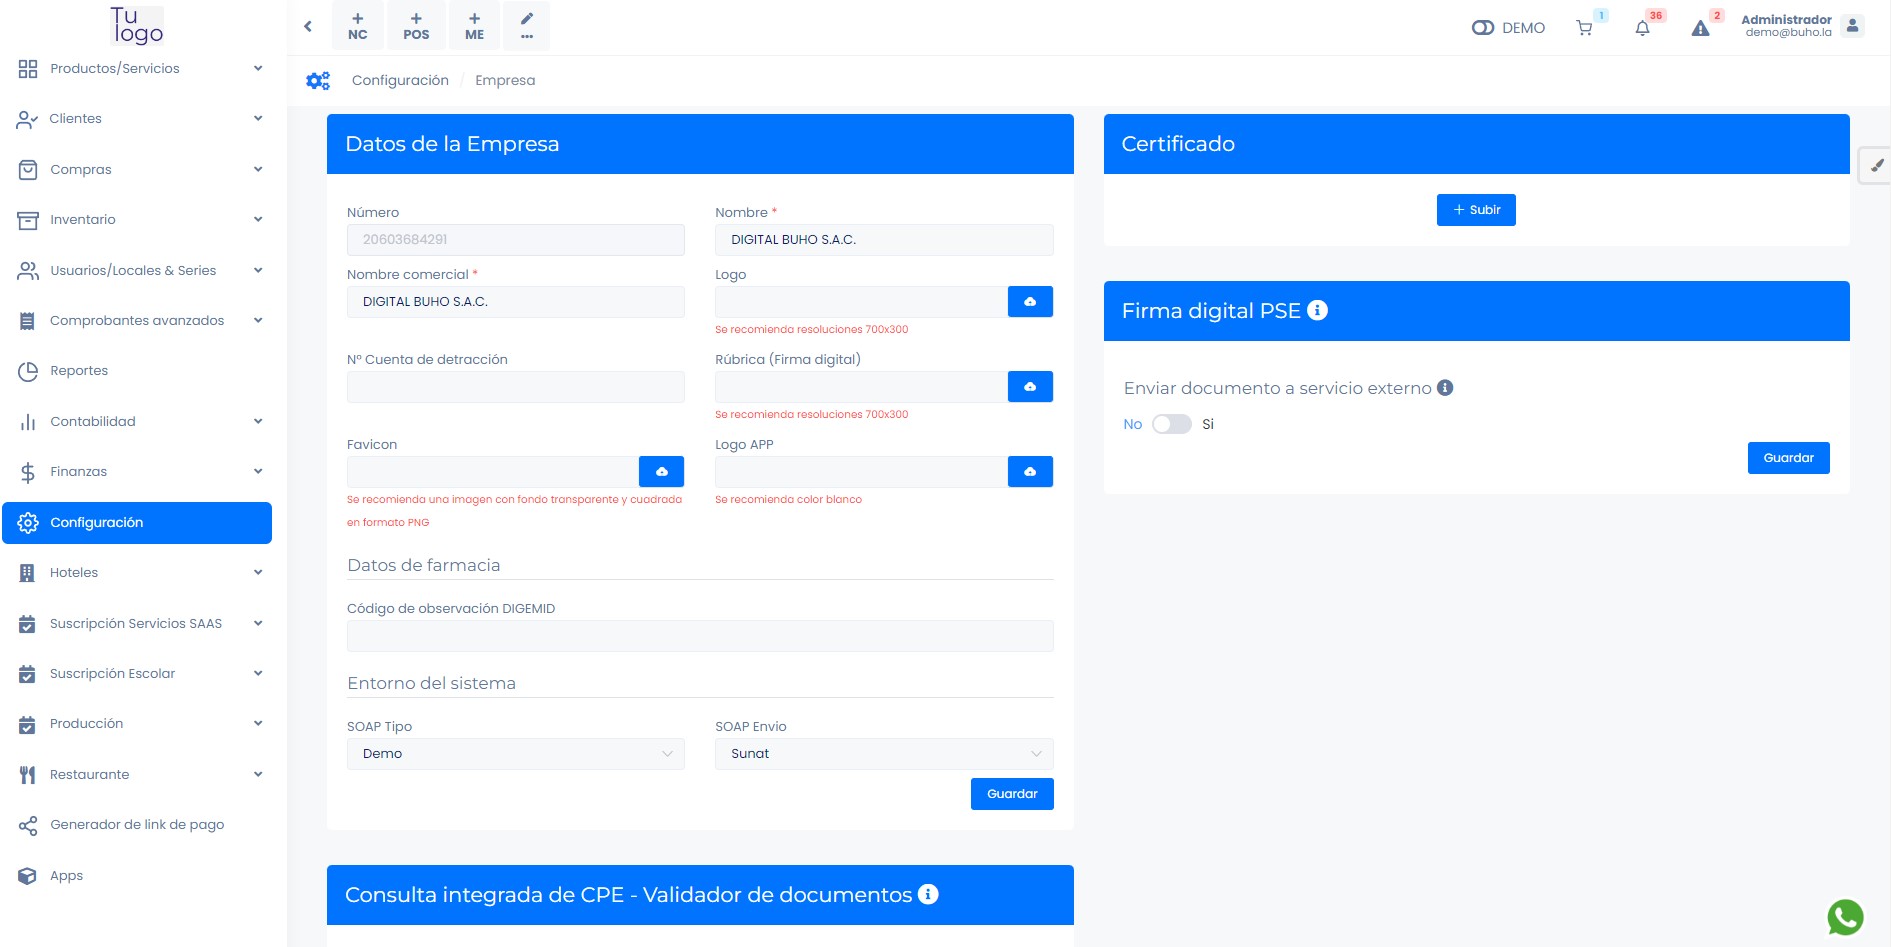 Tu
logo
Productos/Servicios
Clientes
Compras
Inventario
Usuarios/Locales & Series
Comprobantes avanzados
Reportes
Contabilidad
Finanzas
Configuración
Hoteles
Suscripción Servicios SAAS
Suscripción Escolar
Producción
Restaurante
Generador de link de pago
Apps
+ NC
+ POS
+ ME
...
DEMO
1
36
2
Administrador
demo@buho.la
Configuración / Empresa
Datos de la Empresa
Número
20603684291
Nombre *
DIGITAL BUHO S.A.C.
Nombre comercial *
DIGITAL BUHO S.A.C.
Logo
Se recomienda resoluciones 700x300
N° Cuenta de detracción
Rúbrica (Firma digital)
Se recomienda resoluciones 700x300
Favicon
Se recomienda una imagen con fondo transparente y cuadrada
en formato PNG
Logo APP
Se recomienda color blanco
Datos de farmacia
Código de observación DIGEMID
Entorno del sistema
SOAP Tipo
Demo
SOAP Envio
Sunat
Guardar
Consulta integrada de CPE - Validador de documentos
Certificado
+ Subir
Firma digital PSE
Enviar documento a servicio externo
No Si
Guardar